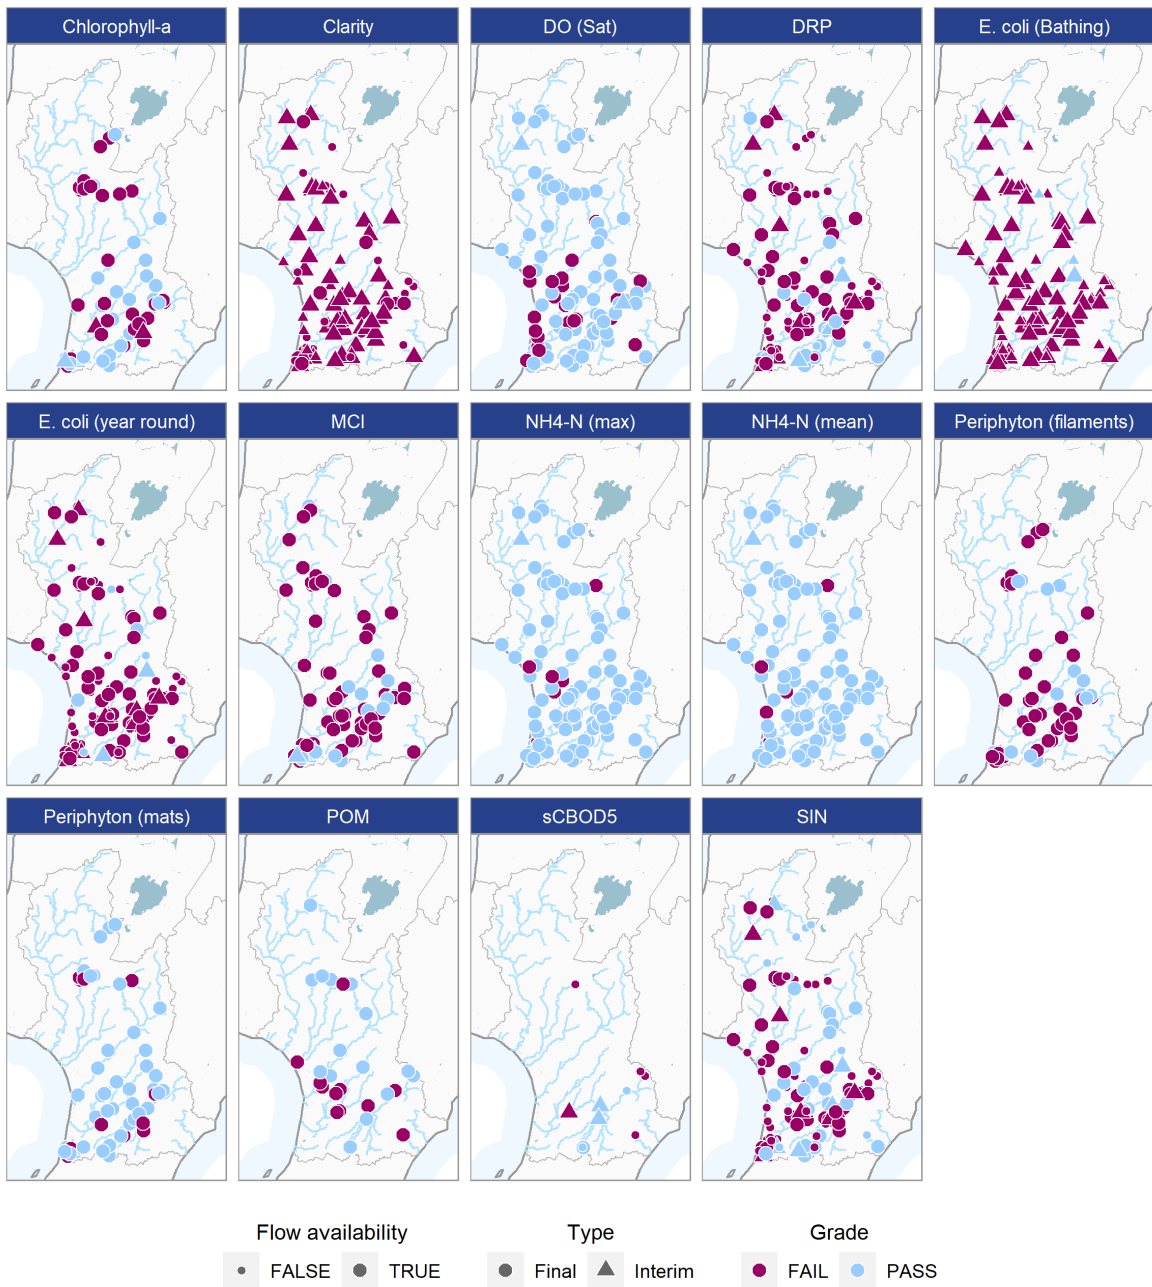 Chlorophyll-a
Clarity
DO (Sat)
DRP
E. coli (Bathing)
E. coli (year round)
MCI
NH4-N (max)
NH4-N (mean)
Periphyton (filaments)
Periphyton (mats)
POM
sCBOD5
SIN
Flow availability
Type
Grade
FALSE
TRUE
Final
Interim
FAIL
PASS